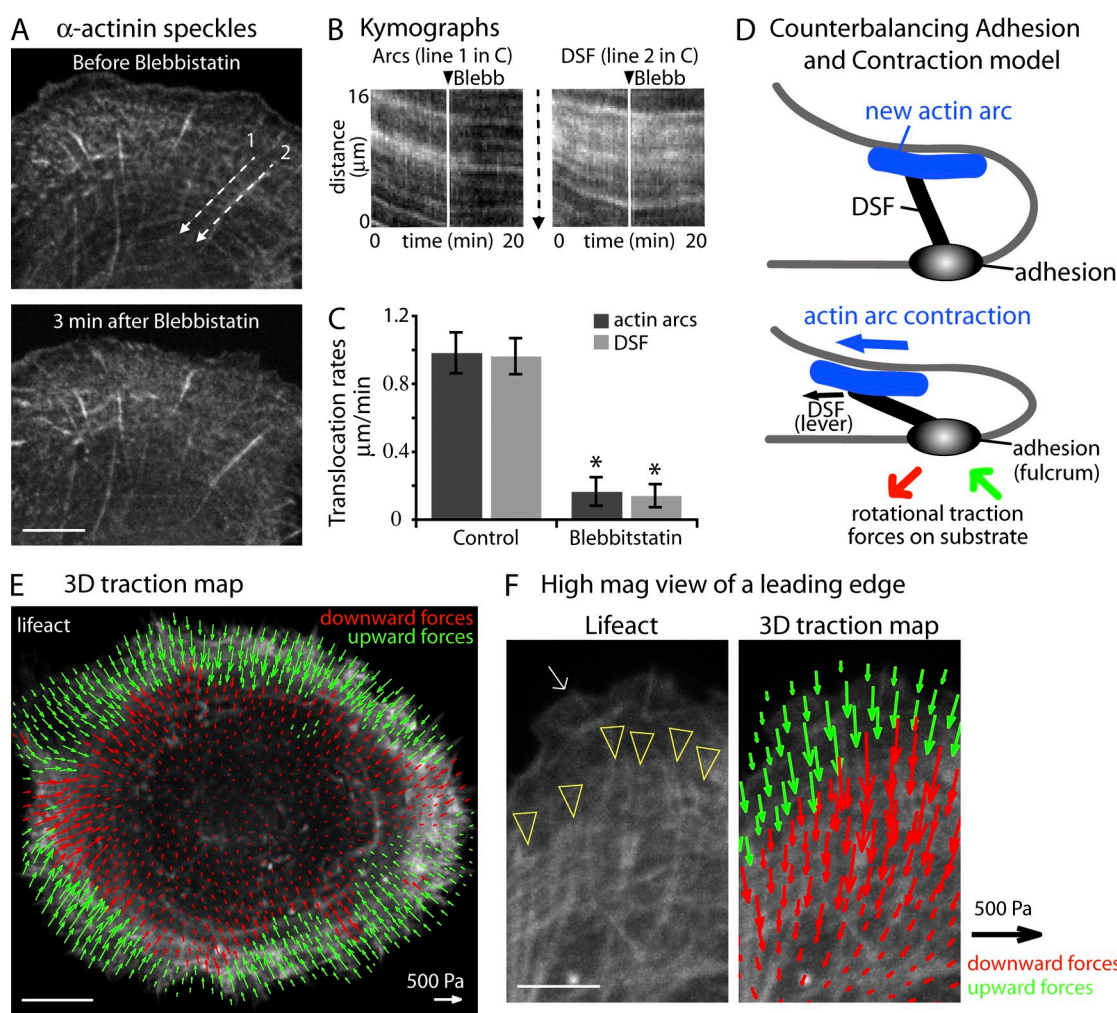 A α-actinin speckles
Before Blebbistatin
1
2
3 min after Blebbistatin
B Kymographs
Arcs (line 1 in C) DSF (line 2 in C)
Blebb Blebb
16
distance
(μm)
0
0 time (min) 20 0 time (min) 20
C
Translocation rates
μm/min
1.2
0.8
0.4
0
actin arcs
DSF
* *
Control Blebbitstatin
D Counterbalancing Adhesion
and Contraction model
new actin arc
DSF
adhesion
actin arc contraction
DSF
(lever)
adhesion
(fulcrum)
rotational traction
forces on substrate
E 3D traction map
lifeact
downward forces
upward forces
500 Pa
F High mag view of a leading edge
Lifeact 3D traction map
500 Pa
downward forces
upward forces